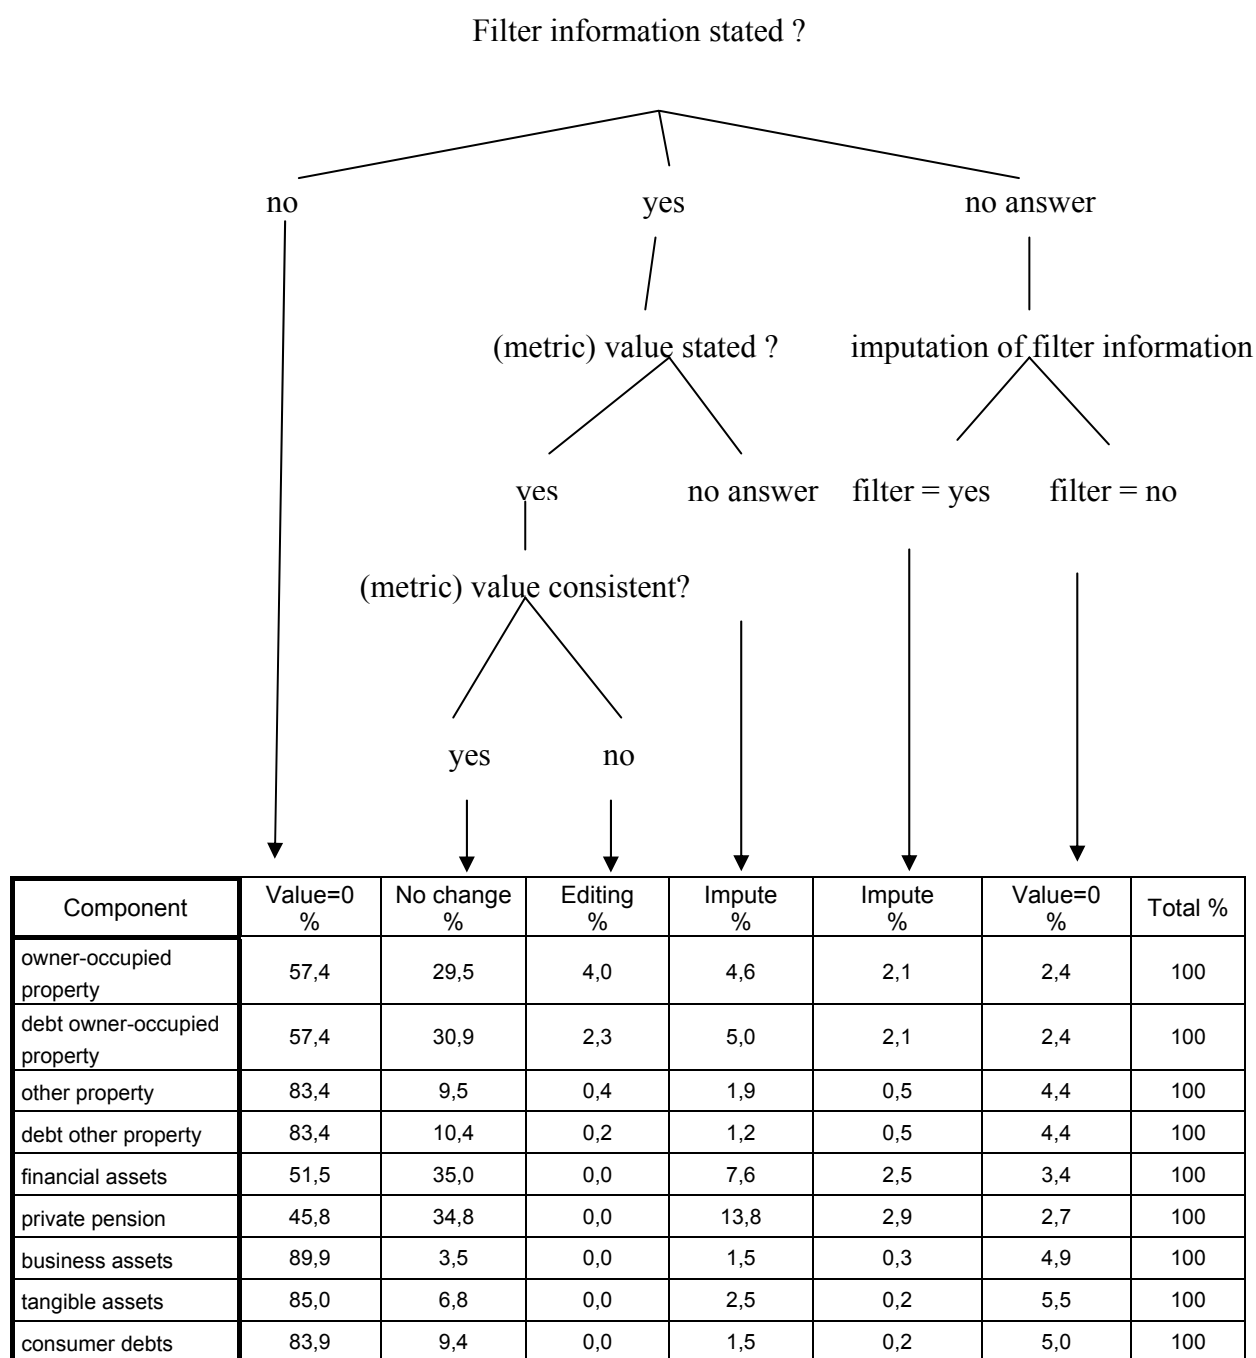 Filter information stated ?
no yes no answer
(metric) value stated ? imputation of filter information
yes no answer filter = yes filter = no
(metric) value consistent?
yes no
Component Value=0 % No change % Editing % Impute % Impute % Value=0 % Total %
owner-occupied property 57,4 29,5 4,0 4,6 2,1 2,4 100
debt owner-occupied property 57,4 30,9 2,3 5,0 2,1 2,4 100
other property 83,4 9,5 0,4 1,9 0,5 4,4 100
debt other property 83,4 10,4 0,2 1,2 0,5 4,4 100
financial assets 51,5 35,0 0,0 7,6 2,5 3,4 100
private pension 45,8 34,8 0,0 13,8 2,9 2,7 100
business assets 89,9 3,5 0,0 1,5 0,3 4,9 100
tangible assets 85,0 6,8 0,0 2,5 0,2 5,5 100
consumer debts 83,9 9,4 0,0 1,5 0,2 5,0 100